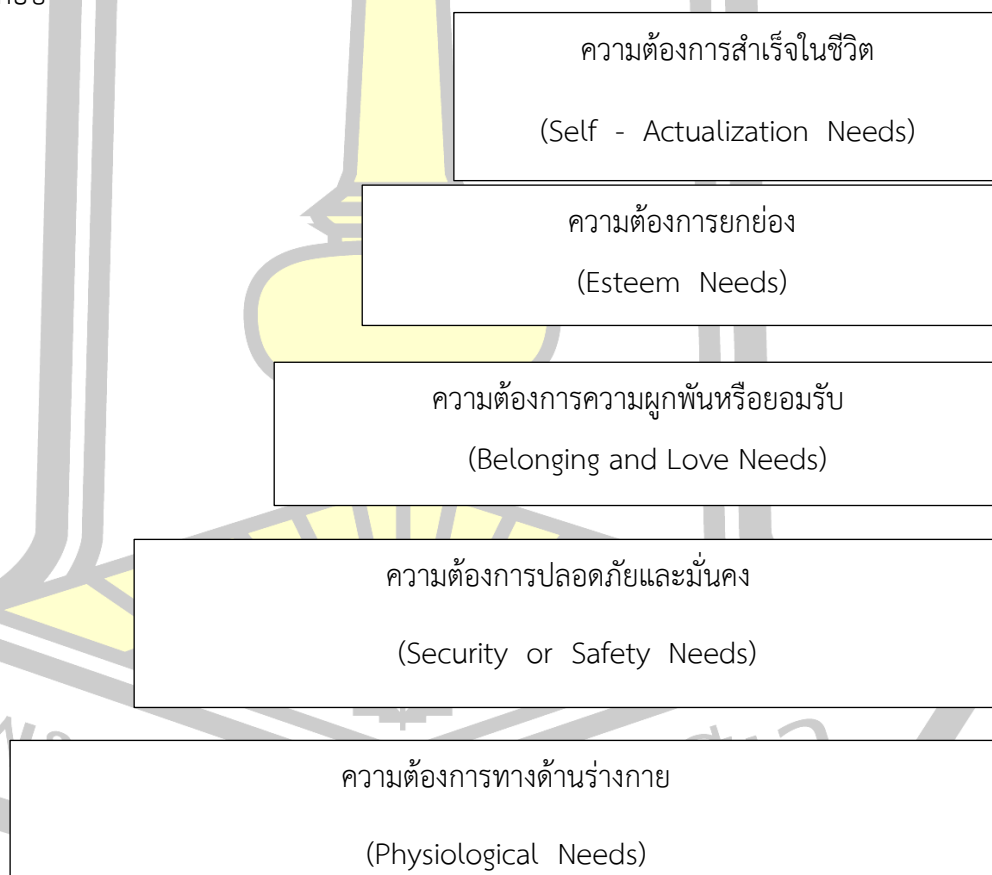 ความต้องการสำเร็จในชีวิต
(Self - Actualization Needs)
ความต้องการยกย่อง
(Esteem Needs)
ความต้องการความผูกพันหรือยอมรับ
(Belonging and Love Needs)
ความต้องการปลอดภัยและมั่นคง
(Security or Safety Needs)
ความต้องการทางด้านร่างกาย
(Physiological Needs)